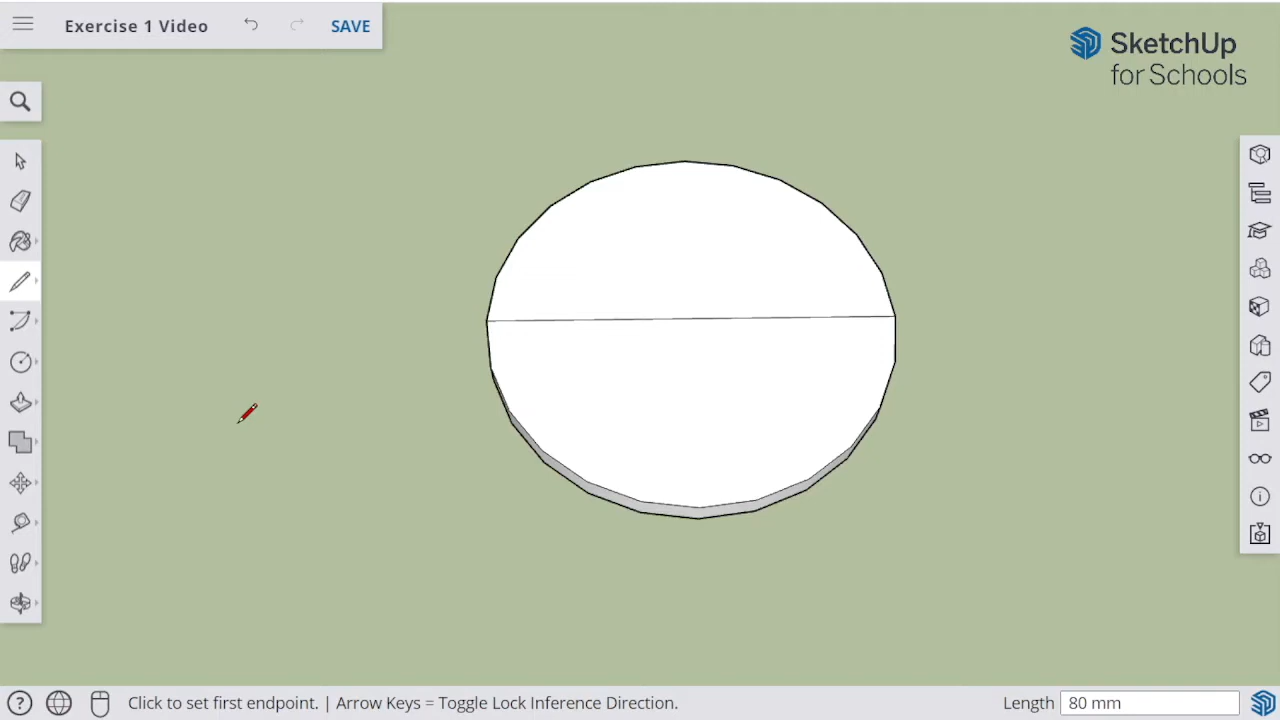 Exercise 1 Video
SAVE
SketchUp
for Schools
Click to set first endpoint. | Arrow Keys = Toggle Lock Inference Direction.
Length 80 mm